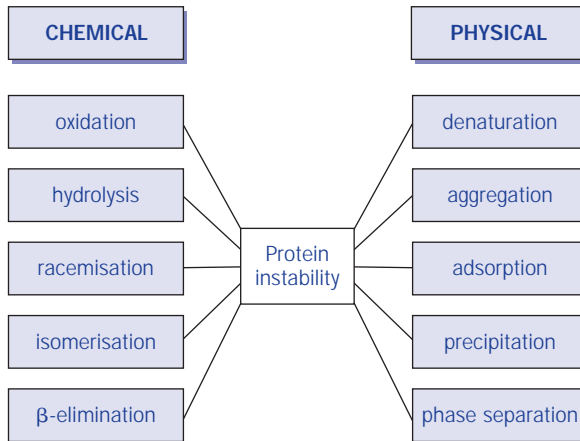 CHEMICAL
PHYSICAL
oxidation
denaturation
hydrolysis
aggregation
Protein
instability
racemisation
adsorption
isomerisation
precipitation
β-elimination
phase separation